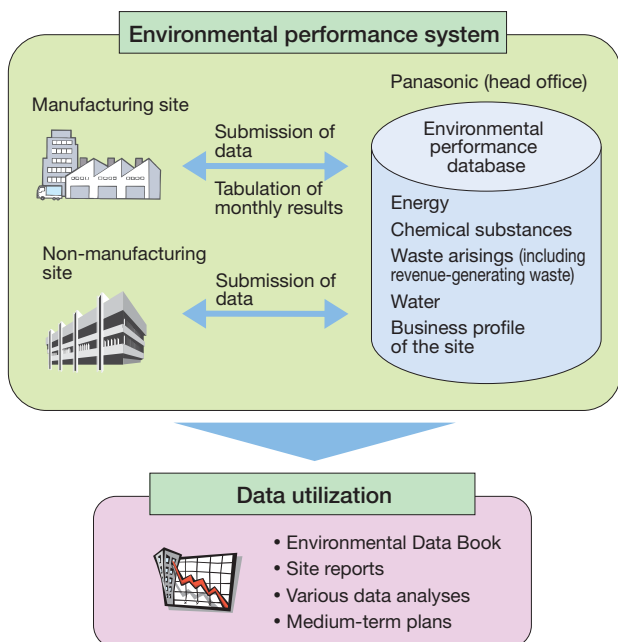 Environmental performance system
Manufacturing site
Submission of
data
Tabulation of
monthly results
Non-manufacturing
site
Submission of
data
Panasonic (head office)
Environmental
performance
database
Energy
Chemical substances
Waste arisings (including
revenue-generating waste)
Water
Business profile
of the site
Data utilization
• Environmental Data Book
• Site reports
• Various data analyses
• Medium-term plans